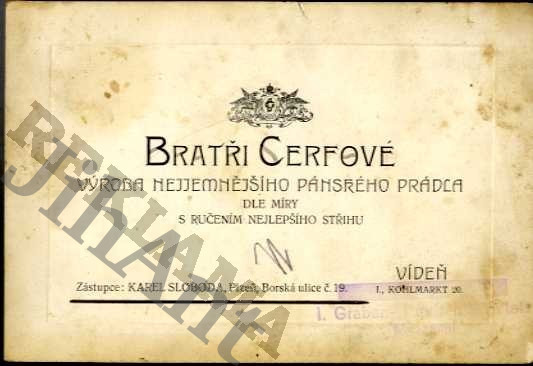 BRATŘI CERFOVÉ
VÝROBA NEJJEMNĚJŠÍHO PÁNSKÉHO PRÁDLA
DLE MÍRY
S RUČENÍM NEJLEPŠÍHO STŘIHU
VÍDEŇ
Zástupce: KAREL SLOBODA, Plzeň, Borská ulice č. 19.
I., KOHLMARKT 20.
I. Graben
REKLAMA